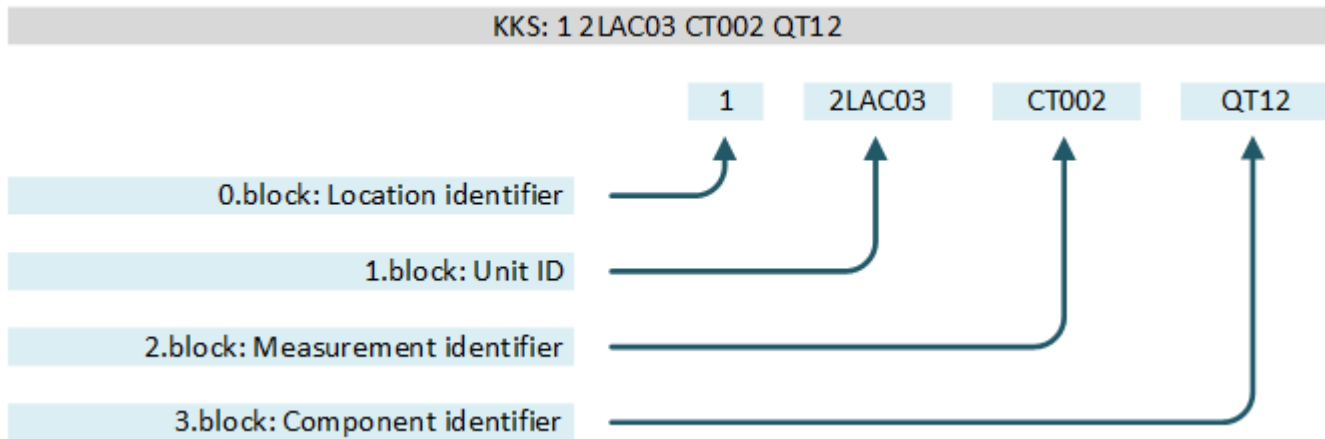 KKS: 1 2LAC03 CT002 QT12
1 2LAC03 CT002 QT12
0.block: Location identifier
1.block: Unit ID
2.block: Measurement identifier
3.block: Component identifier